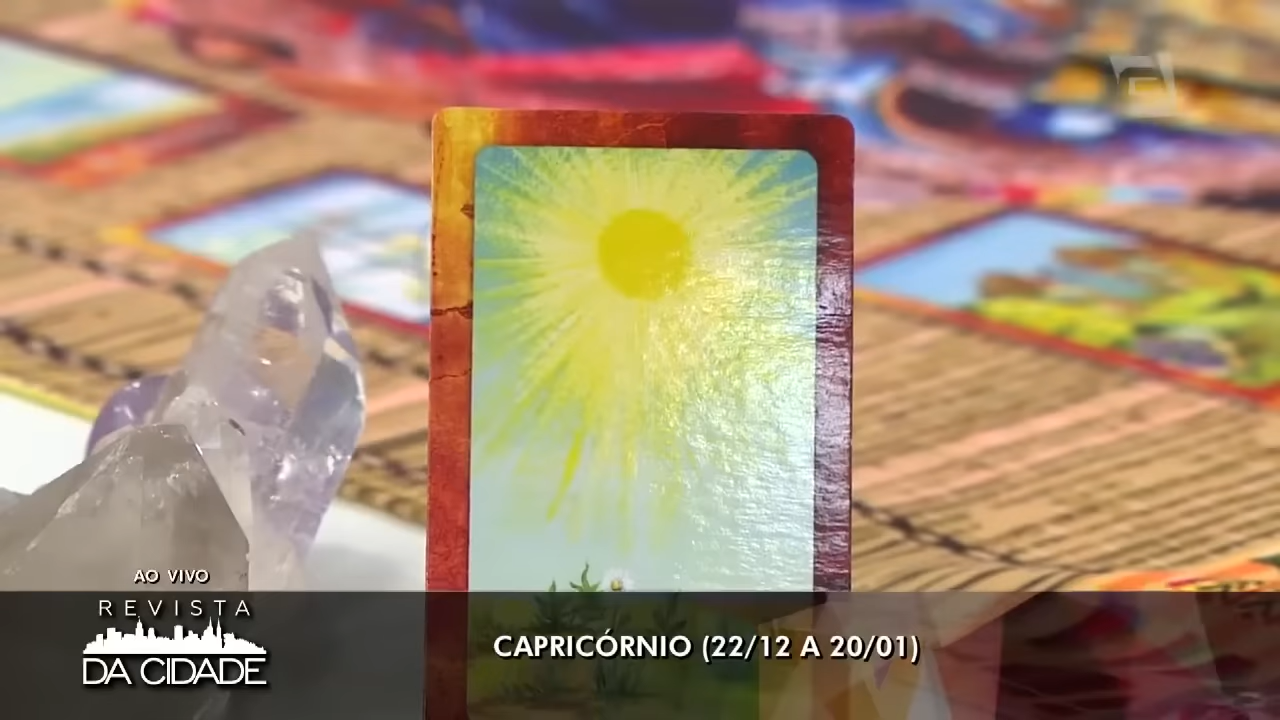 AO VIVO
REVISTA
DA CIDADE
CAPRICÓRNIO (22/12 A 20/01)